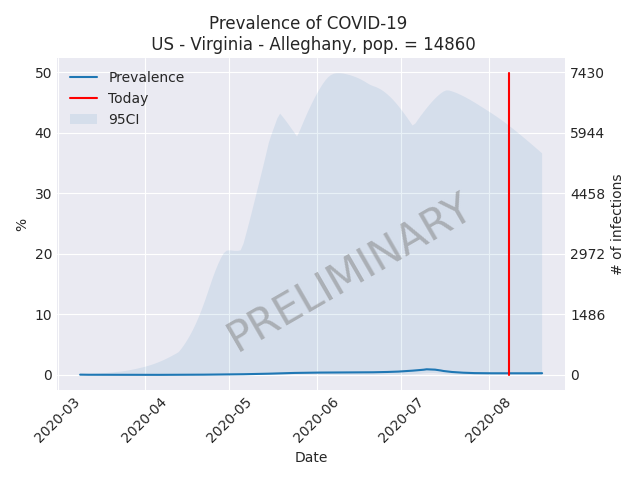 Prevalence of COVID-19
US - Virginia - Alleghany, pop. = 14860
Prevalence
Today
95CI
%
50
40
30
20
10
0
7430
5944
4458
2972
1486
0
# of infections
PRELIMINARY
2020-03
2020-04
2020-05
2020-06
2020-07
2020-08
Date